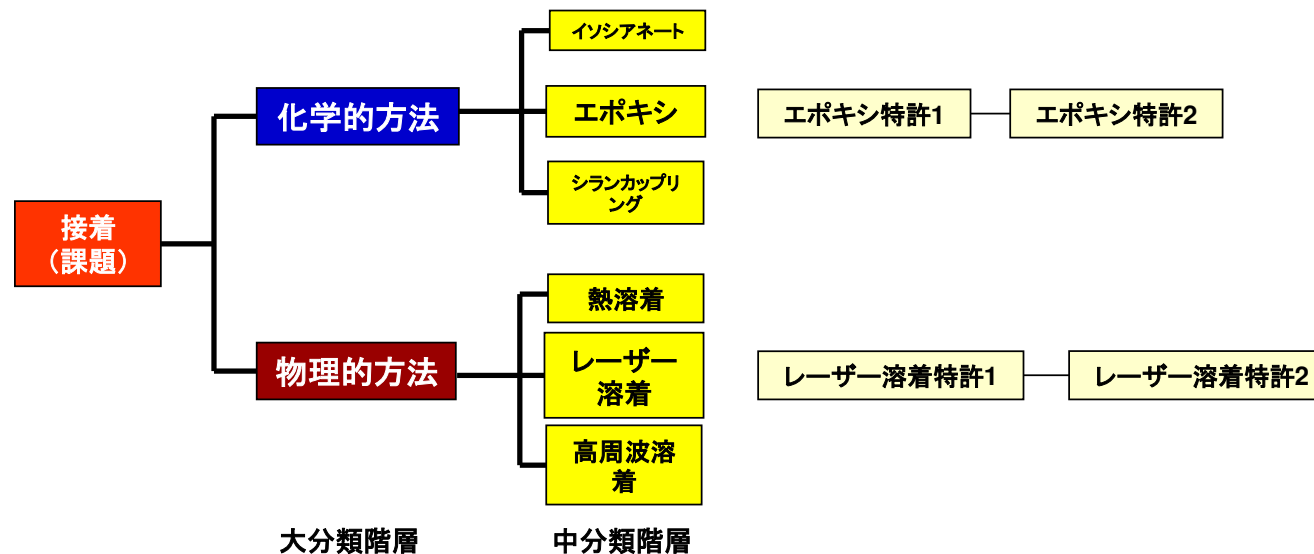 イソシアネート
化学的方法
エポキシ
エポキシ特許1
エポキシ特許2
シランカップリ
ング
接着
（課題）
熱溶着
物理的方法
レーザー
溶着
レーザー溶着特許1
レーザー溶着特許2
高周波溶
着
大分類階層
中分類階層